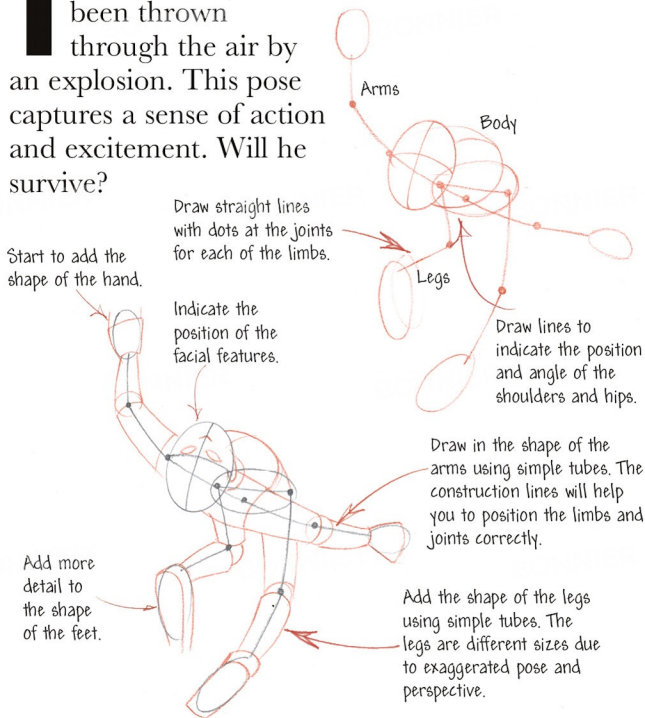 been thrown
through the air by
an explosion. This pose
captures a sense of action
and excitement. Will he
survive?
Arms
Body
Draw straight lines
with dots at the joints
for each of the limbs.
Legs
Draw lines to
indicate the position
and angle of the
shoulders and hips.
Start to add the
shape of the hand.
Indicate the
position of the
facial features.
Draw in the shape of the
arms using simple tubes. The
construction lines will help
you to position the limbs and
joints correctly.
Add more
detail to
the shape
of the feet.
Add the shape of the legs
using simple tubes. The
legs are different sizes due
to exaggerated pose and
perspective.